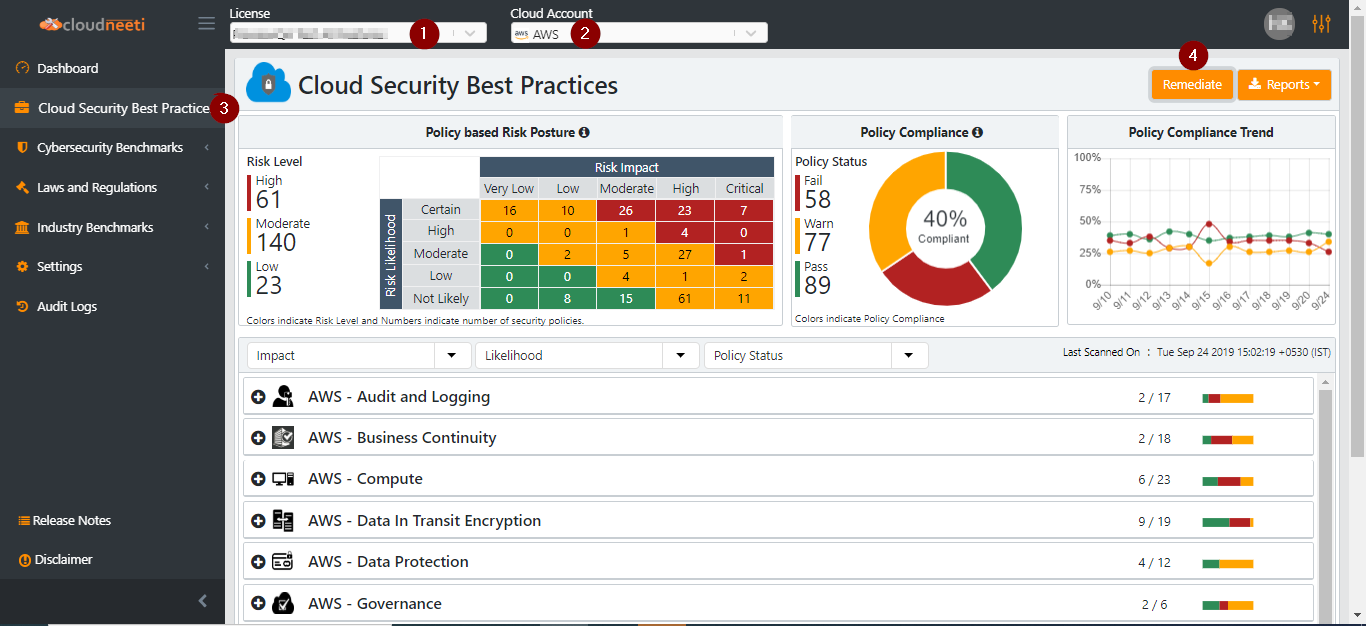 cloudneeti
License
Cloud Account
1
aws AWS
2
Dashboard
Cloud Security Best Practice
3
Cybersecurity Benchmarks
Laws and Regulations
Industry Benchmarks
Settings
Audit Logs
Release Notes
Disclaimer
Cloud Security Best Practices
4
Remediate
Reports
Policy based Risk Posture
Risk Level
High
61
Moderate
140
Low
23
Risk Impact
Very Low Low Moderate High Critical
Risk Likelihood
Certain 16 10 26 23 7
High 0 0 1 4 0
Moderate 0 2 5 27 1
Low 0 0 4 1 2
Not Likely 0 8 15 61 11
Colors indicate Risk Level and Numbers indicate number of security policies.
Policy Compliance
Policy Status
Fail
58
Warn
77
Pass
89
40%
Compliant
Colors indicate Policy Compliance
Policy Compliance Trend
100%
75%
50%
25%
0%
9/10 9/11 9/12 9/13 9/14 9/15 9/16 9/17 9/18 9/19 9/20 9/24
Impact
Likelihood
Policy Status
Last Scanned On : Tue Sep 24 2019 15:02:19 +0530 (IST)
AWS - Audit and Logging 2 / 17
AWS - Business Continuity 2 / 18
AWS - Compute 6 / 23
AWS - Data In Transit Encryption 9 / 19
AWS - Data Protection 4 / 12
AWS - Governance 2 / 6